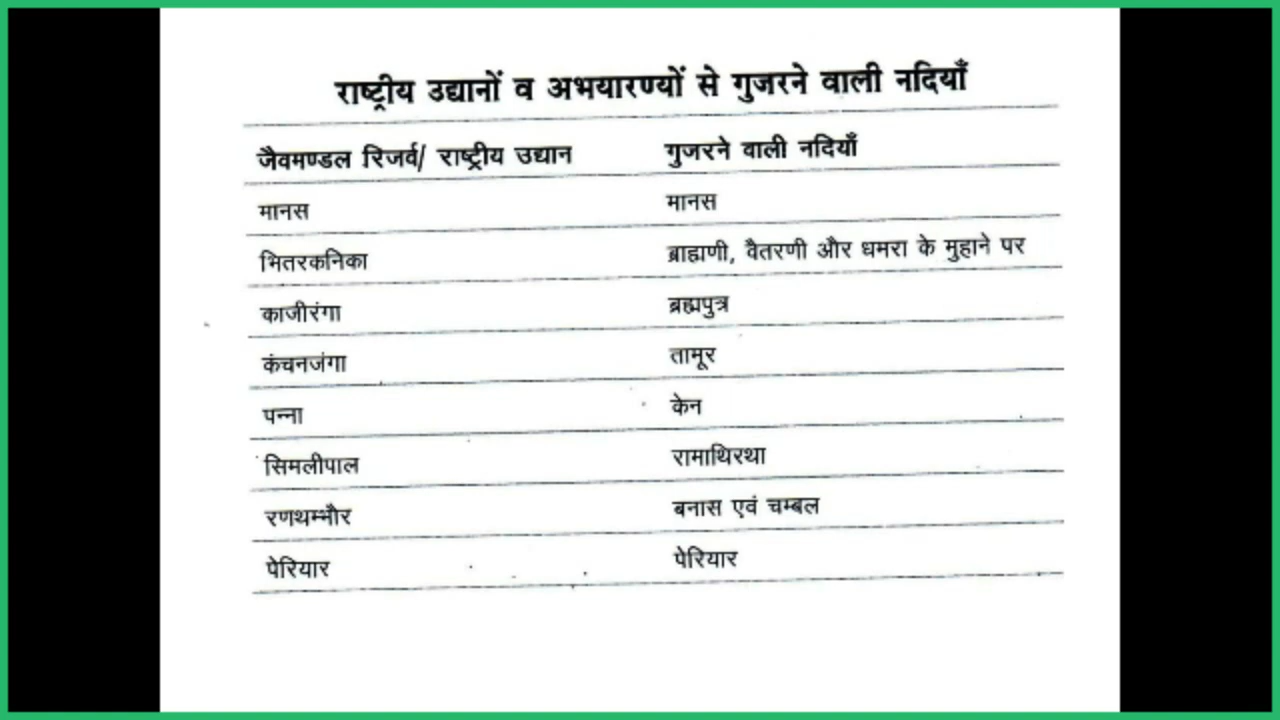 राष्ट्रीय उद्यानों व अभयारण्यों से गुजरने वाली नदियाँ
जैवमण्डल रिजर्व/ राष्ट्रीय उद्यान गुजरने वाली नदियाँ
मानस मानस
भितरकनिका ब्राह्मणी, वैतरणी और धमरा के मुहाने पर
काजीरंगा ब्रह्मपुत्र
कंचनजंगा तामूर
पन्ना केन
सिमलीपाल रामाथिरथा
रणथम्भौर बनास एवं चम्बल
पेरियार पेरियार